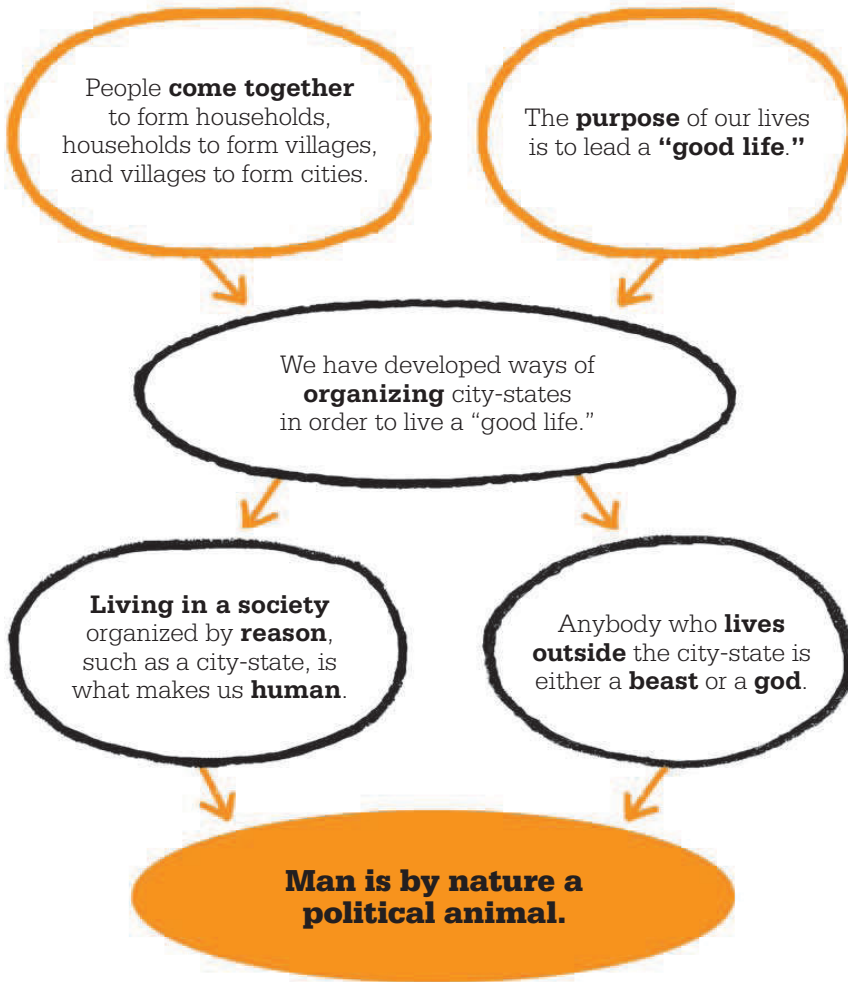 People come together
to form households,
households to form villages,
and villages to form cities.
The purpose of our lives
is to lead a “good life.”
We have developed ways of
organizing city-states
in order to live a “good life.”
Living in a society
organized by reason,
such as a city-state, is
what makes us human.
Anybody who lives
outside the city-state is
either a beast or a god.
Man is by nature a
political animal.